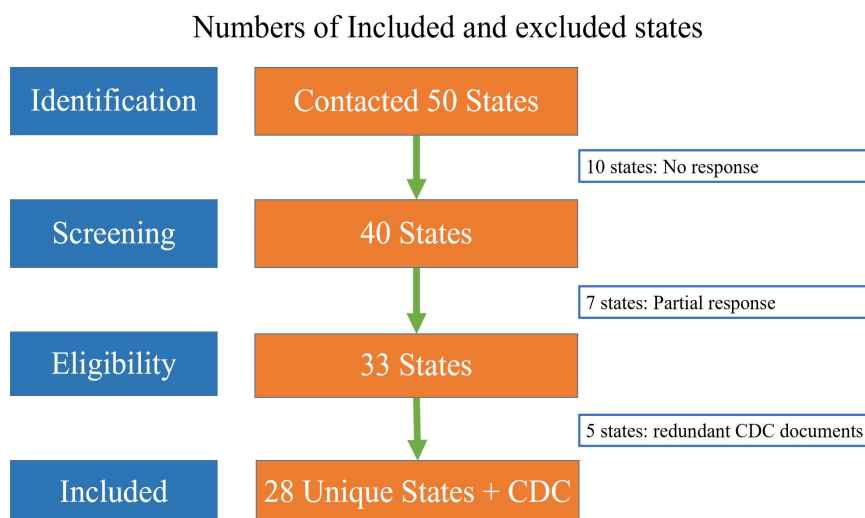 Numbers of Included and excluded states
Identification
Contacted 50 States
10 states: No response
Screening
40 States
7 states: Partial response
Eligibility
33 States
5 states: redundant CDC documents
Included
28 Unique States + CDC